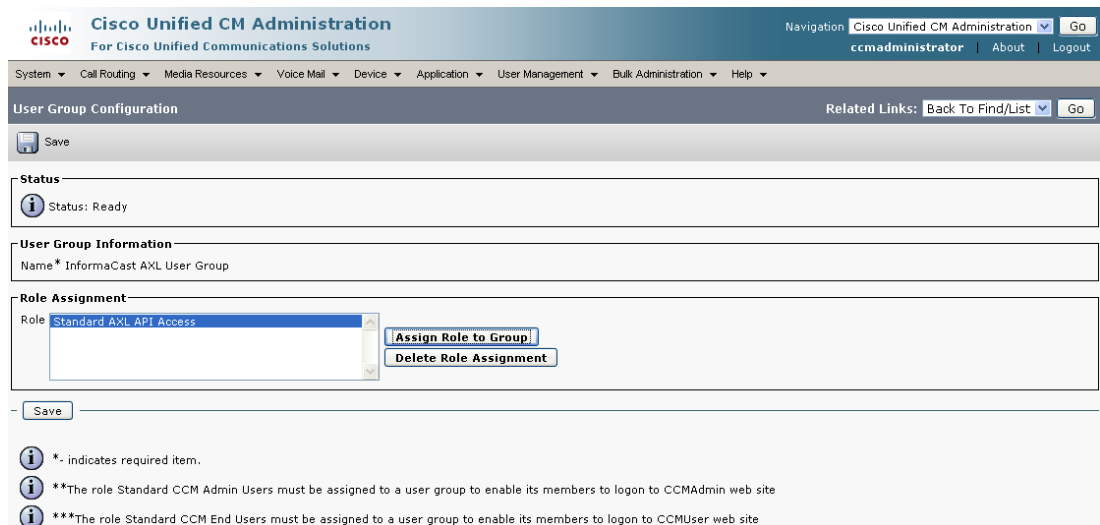 CISCO
Cisco Unified CM Administration
For Cisco Unified Communications Solutions
Navigation Cisco Unified CM Administration Go
ccmadministrator | About | Logout
System Call Routing Media Resources Voice Mail Device Application User Management Bulk Administration Help
User Group Configuration
Related Links: Back To Find/List Go
Save
Status
i Status: Ready
User Group Information
Name* InformaCast AXL User Group
Role Assignment
Role Standard AXL API Access
Assign Role to Group
Delete Role Assignment
Save
i *- indicates required item.
i **The role Standard CCM Admin Users must be assigned to a user group to enable its members to logon to CCMAdmin web site
i ***The role Standard CCM End Users must be assigned to a user group to enable its members to logon to CCMUser web site